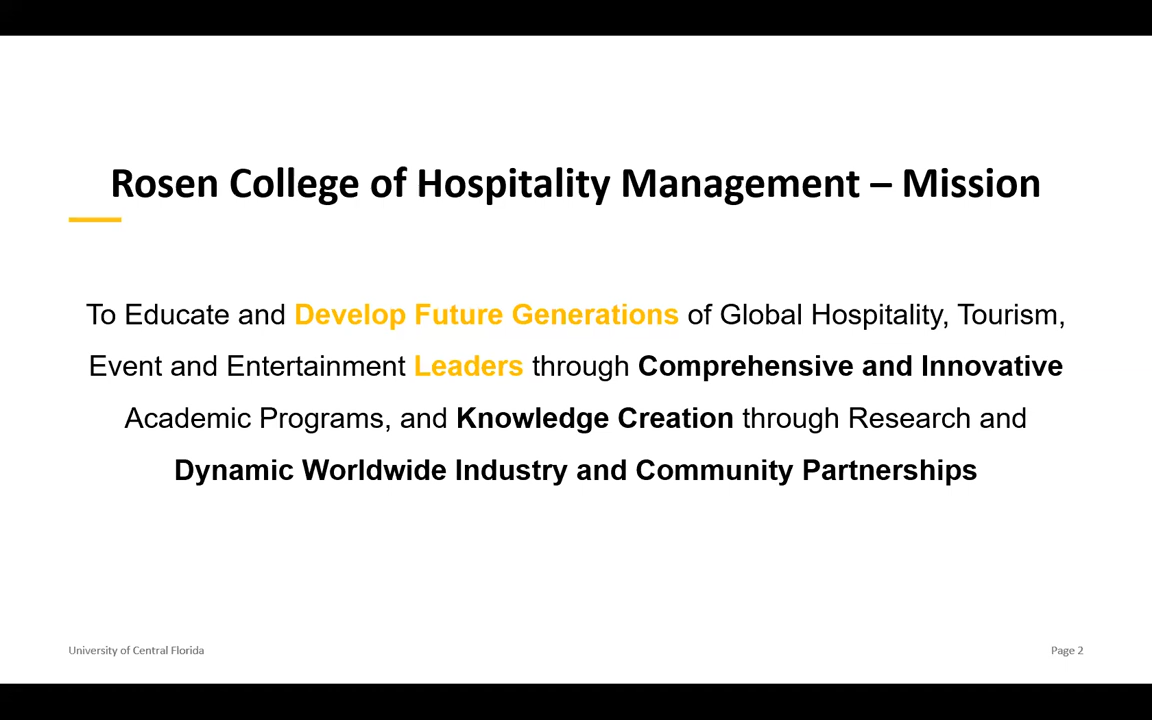 Rosen College of Hospitality Management – Mission
To Educate and Develop Future Generations of Global Hospitality, Tourism,
Event and Entertainment Leaders through Comprehensive and Innovative
Academic Programs, and Knowledge Creation through Research and
Dynamic Worldwide Industry and Community Partnerships
University of Central Florida
Page 2